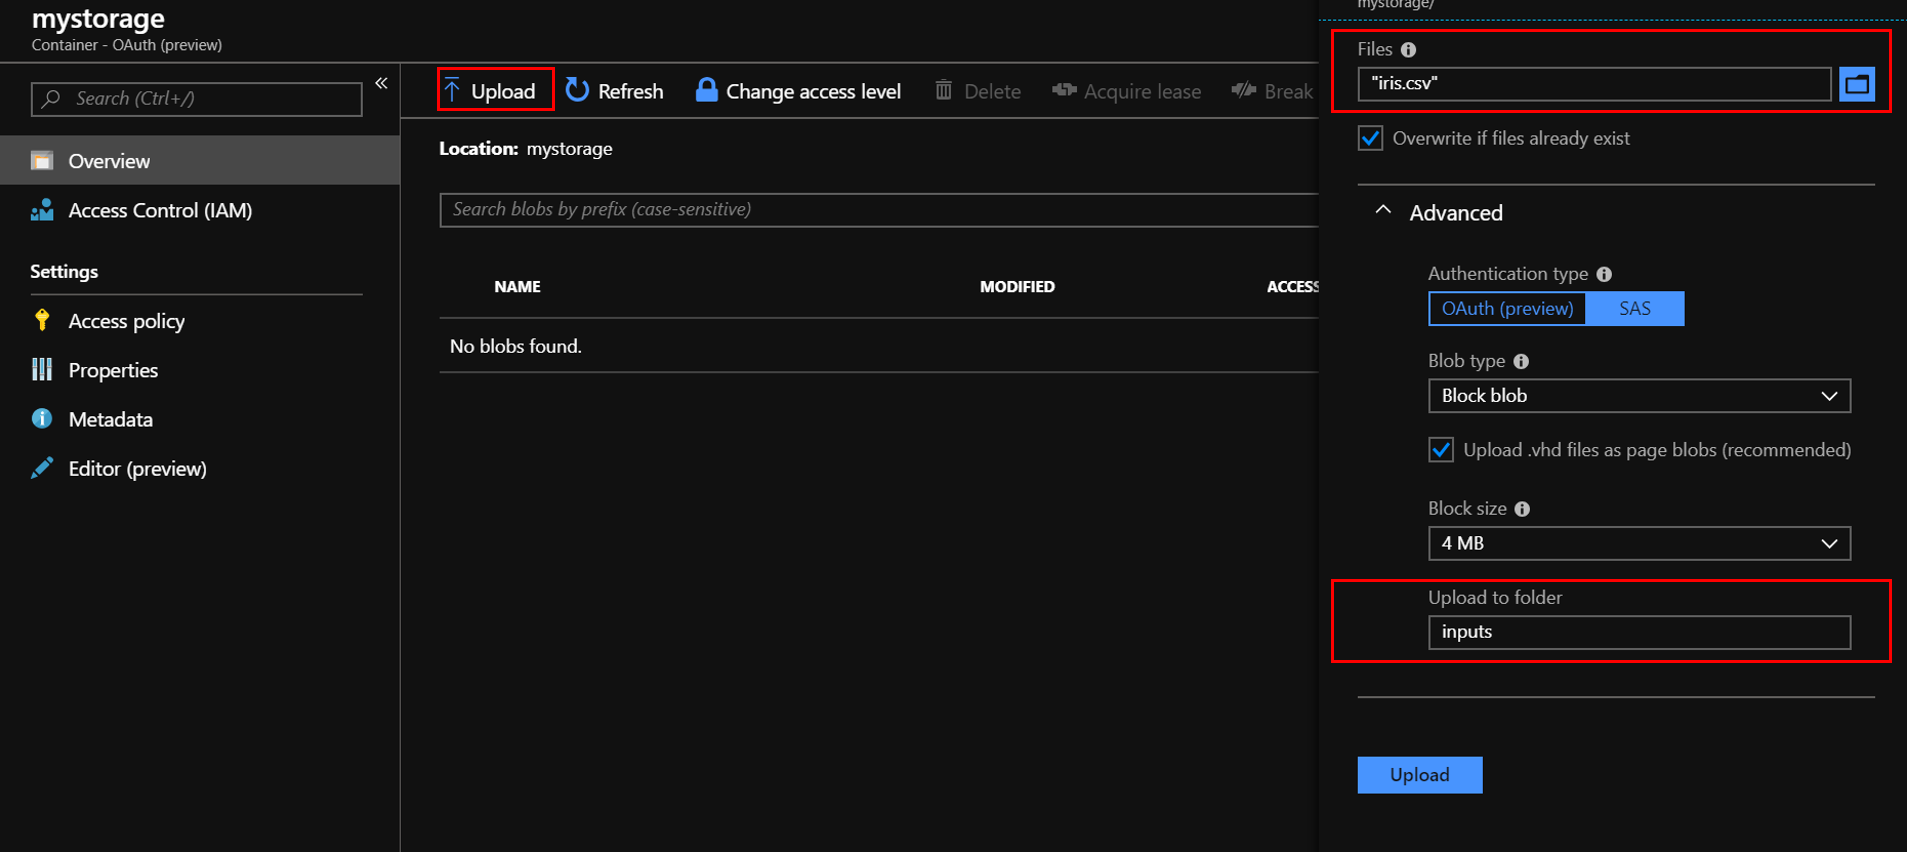 mystorage
Container - OAuth (preview)
Search (Ctrl+/)
«
Overview
Access Control (IAM)
Settings
Access policy
Properties
Metadata
Editor (preview)
Upload
Refresh
Change access level
Delete
Acquire lease
Break
Location: mystorage
Search blobs by prefix (case-sensitive)
NAME
MODIFIED
ACCESS
No blobs found.
mystorage/
Files
"iris.csv"
Overwrite if files already exist
Advanced
Authentication type
OAuth (preview)
SAS
Blob type
Block blob
Upload .vhd files as page blobs (recommended)
Block size
4 MB
Upload to folder
inputs
Upload